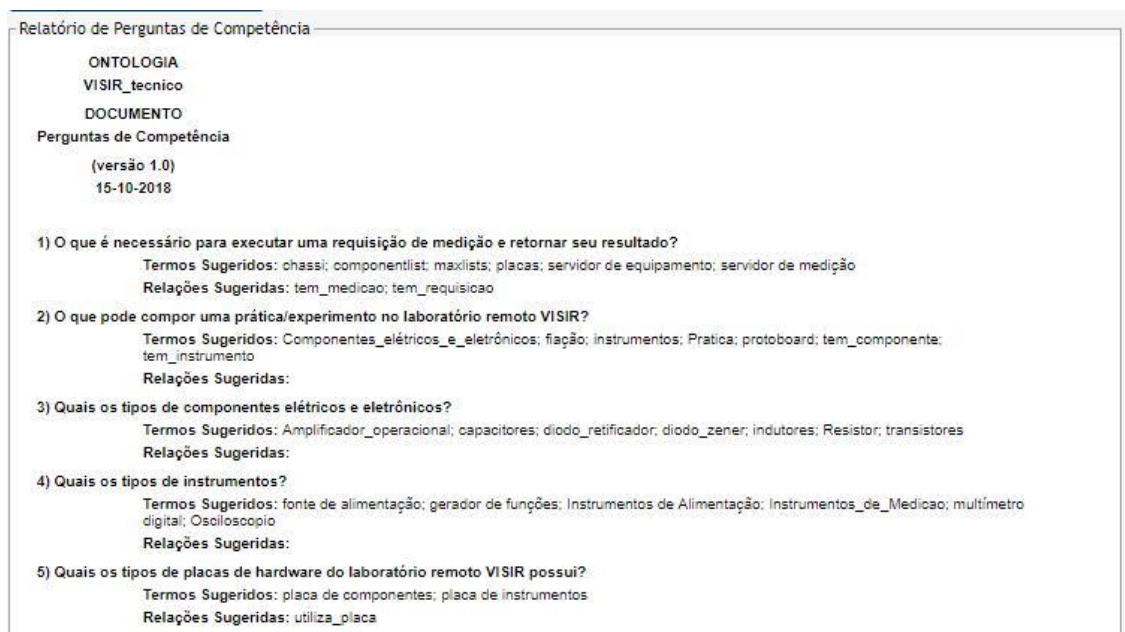 Relatório de Perguntas de Competência
ONTOLOGIA
VISIR_tecnico
DOCUMENTO
Perguntas de Competência
(versão 1.0)
15-10-2018
1) O que é necessário para executar uma requisição de medição e retornar seu resultado?
Termos Sugeridos: chassi; componentlist; maxlists; placas; servidor de equipamento; servidor de medição
Relações Sugeridas: tem_medicao; tem_requisicao
2) O que pode compor uma prática/experimento no laboratório remoto VISIR?
Termos Sugeridos: Componentes_elétricos_e_eletrônicos; fiação; instrumentos; Pratica; protoboard; tem_componente;
tem_instrumento
Relações Sugeridas:
3) Quais os tipos de componentes elétricos e eletrônicos?
Termos Sugeridos: Amplificador_operacional; capacitores; diodo_retificador; diodo_zener; indutores; Resistor; transistores
Relações Sugeridas:
4) Quais os tipos de instrumentos?
Termos Sugeridos: fonte de alimentação; gerador de funções; Instrumentos de Alimentação; Instrumentos_de_Medicao; multímetro
digital; Osciloscopio
Relações Sugeridas:
5) Quais os tipos de placas de hardware do laboratório remoto VISIR possui?
Termos Sugeridos: placa de componentes; placa de instrumentos
Relações Sugeridas: utiliza_placa